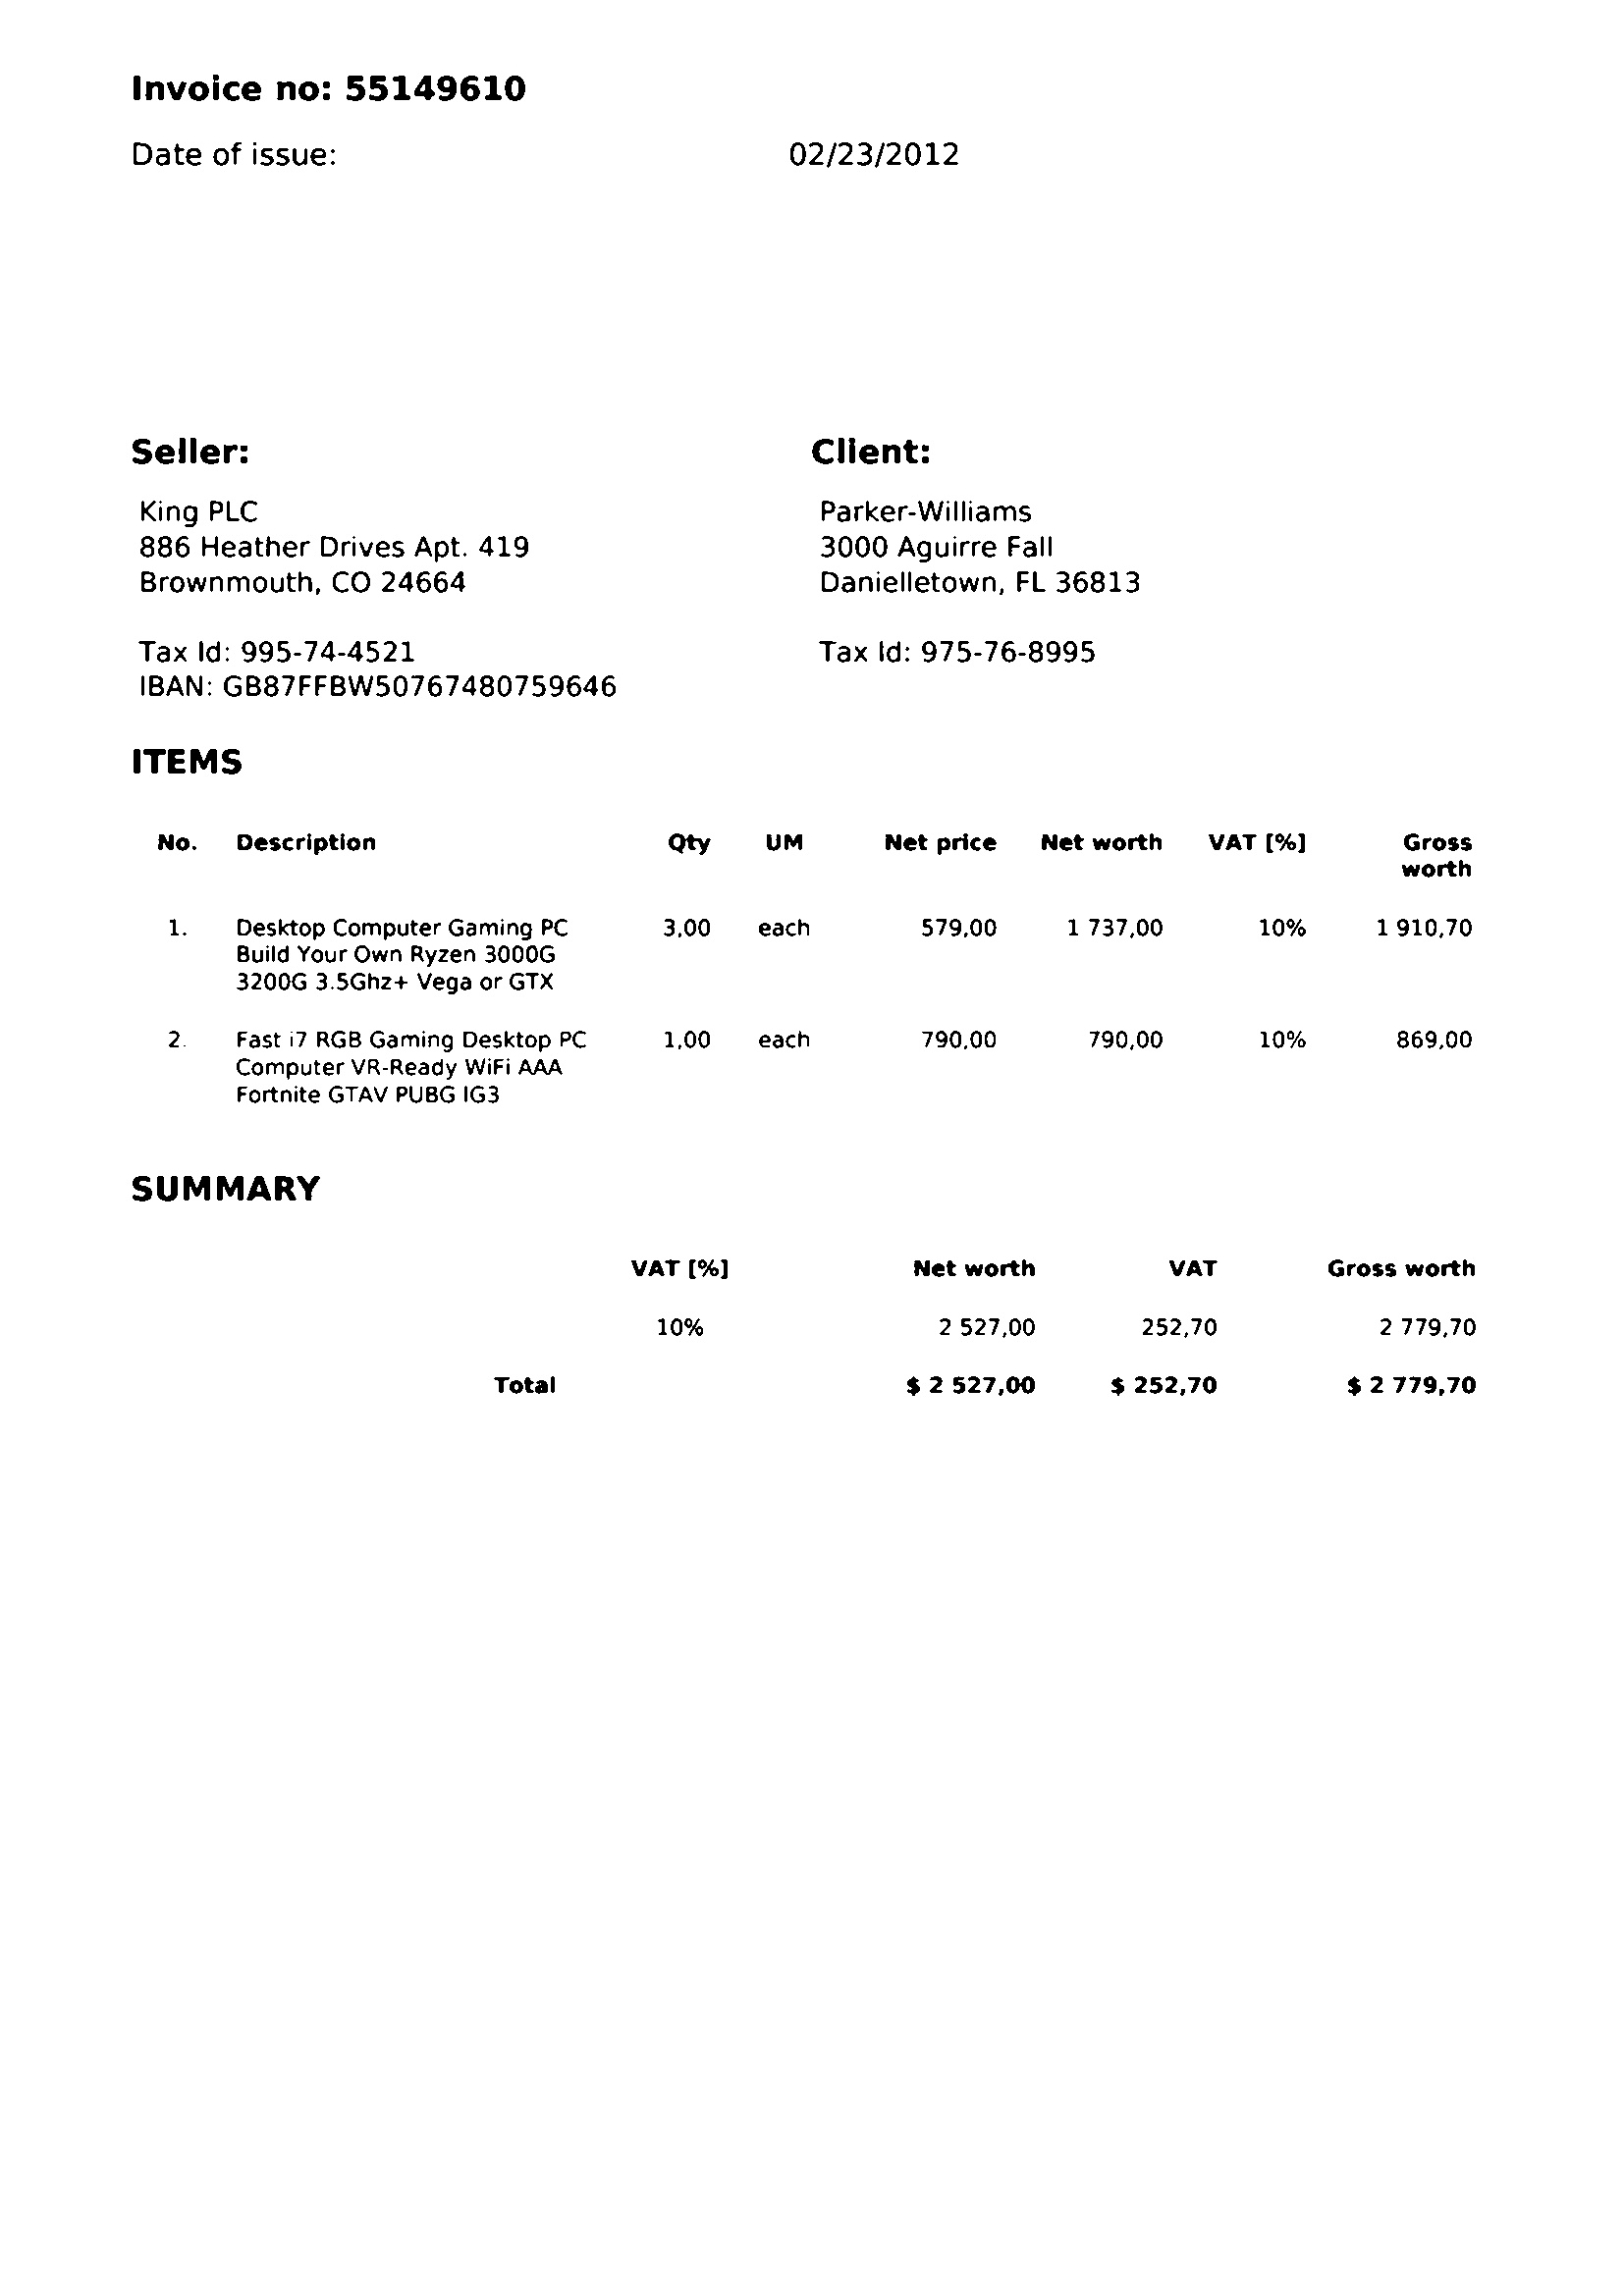 Invoice no: 55149610
Date of issue: 02/23/2012
Seller:
King PLC
886 Heather Drives Apt. 419
Brownmouth, CO 24664
Tax Id: 995-74-4521
IBAN: GB87FFBW50767480759646
Client:
Parker-Williams
3000 Aguirre Fall
Danielletown, FL 36813
Tax Id: 975-76-8995
ITEMS
No. Description Qty UM Net price Net worth VAT [%] Gross worth
1. Desktop Computer Gaming PC 3,00 each 579,00 1 737,00 10% 1 910,70
Build Your Own Ryzen 3000G
3200G 3.5Ghz+ Vega or GTX
2. Fast i7 RGB Gaming Desktop PC 1,00 each 790,00 790,00 10% 869,00
Computer VR-Ready WiFi AAA
Fortnite GTAV PUBG IG3
SUMMARY
VAT [%] Net worth VAT Gross worth
10% 2 527,00 252,70 2 779,70
Total $ 2 527,00 $ 252,70 $ 2 779,70